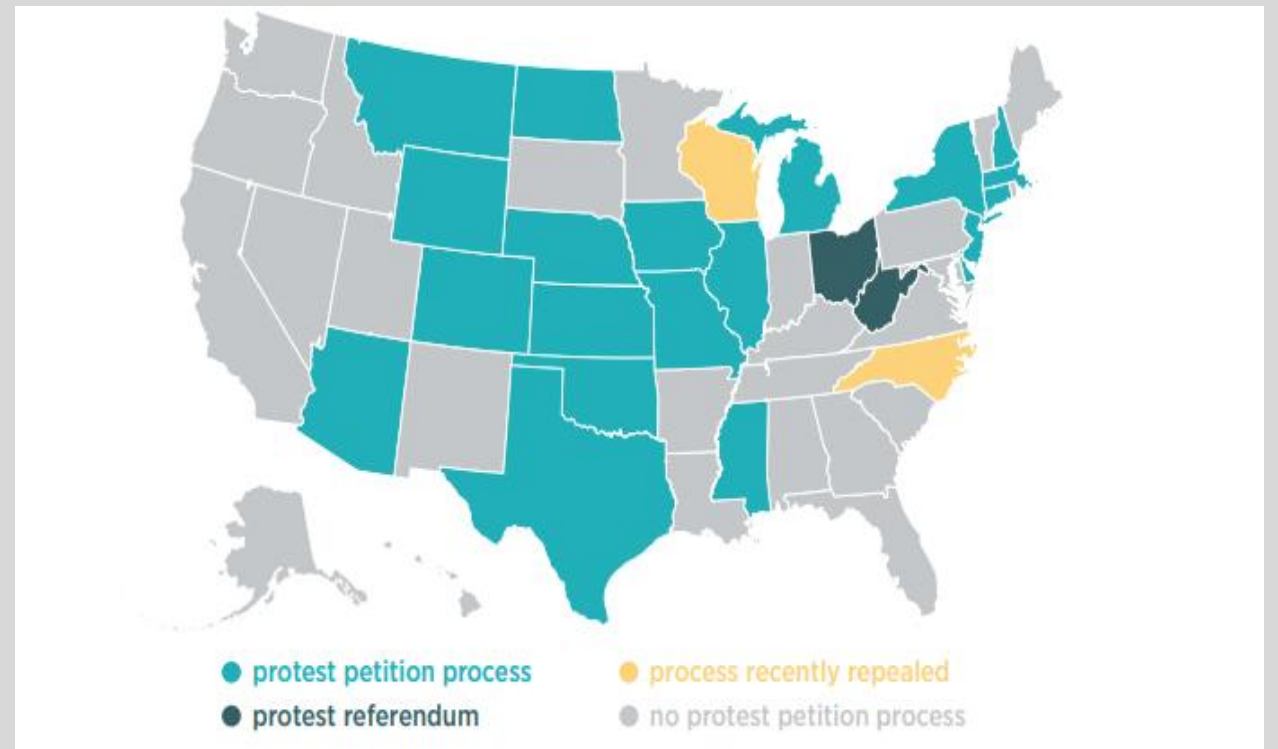 protest petition process
process recently repealed
protest referendum
no protest petition process